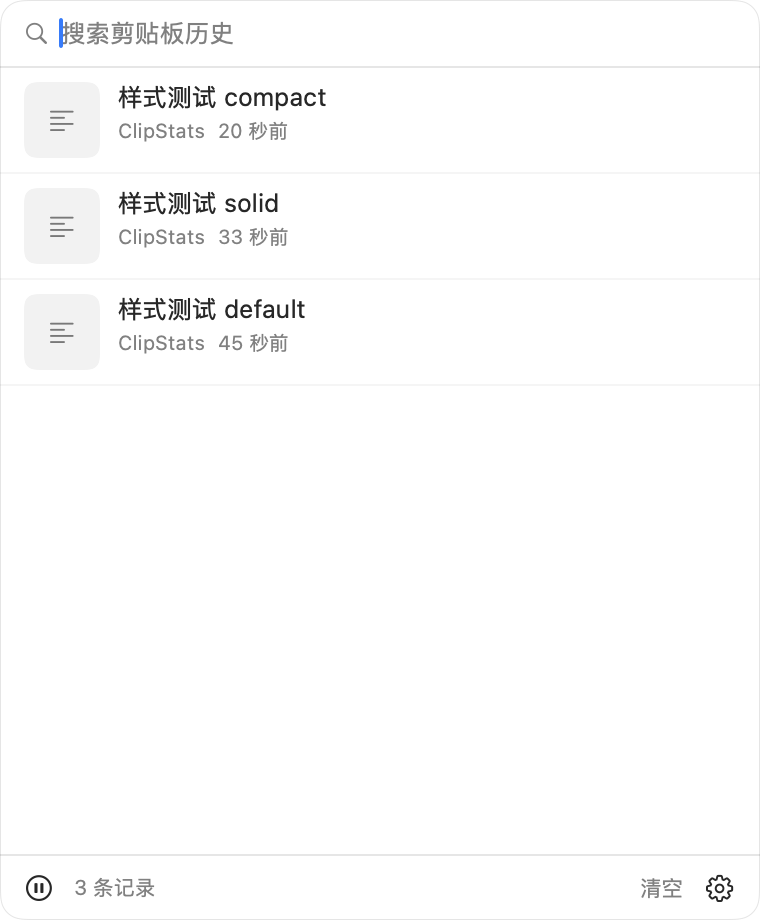 搜索剪贴板历史
样式测试 compact
ClipStats 20 秒前
样式测试 solid
ClipStats 33 秒前
样式测试 default
ClipStats 45 秒前
3 条记录 清空